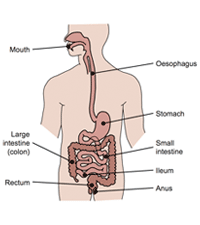 Mouth
Oesophagus
Stomach
Large
intestine
(colon)
Small
intestine
Ileum
Rectum
Anus